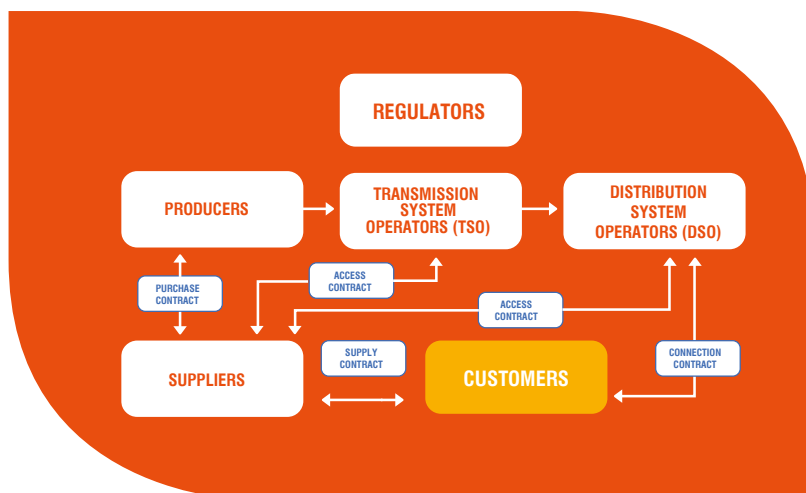 REGULATORS
PRODUCERS
TRANSMISSION
SYSTEM
OPERATORS (TSO)
DISTRIBUTION
SYSTEM
OPERATORS (DSO)
PURCHASE
CONTRACT
ACCESS
CONTRACT
ACCESS
CONTRACT
SUPPLIERS
SUPPLY
CONTRACT
CUSTOMERS
CONNECTION
CONTRACT